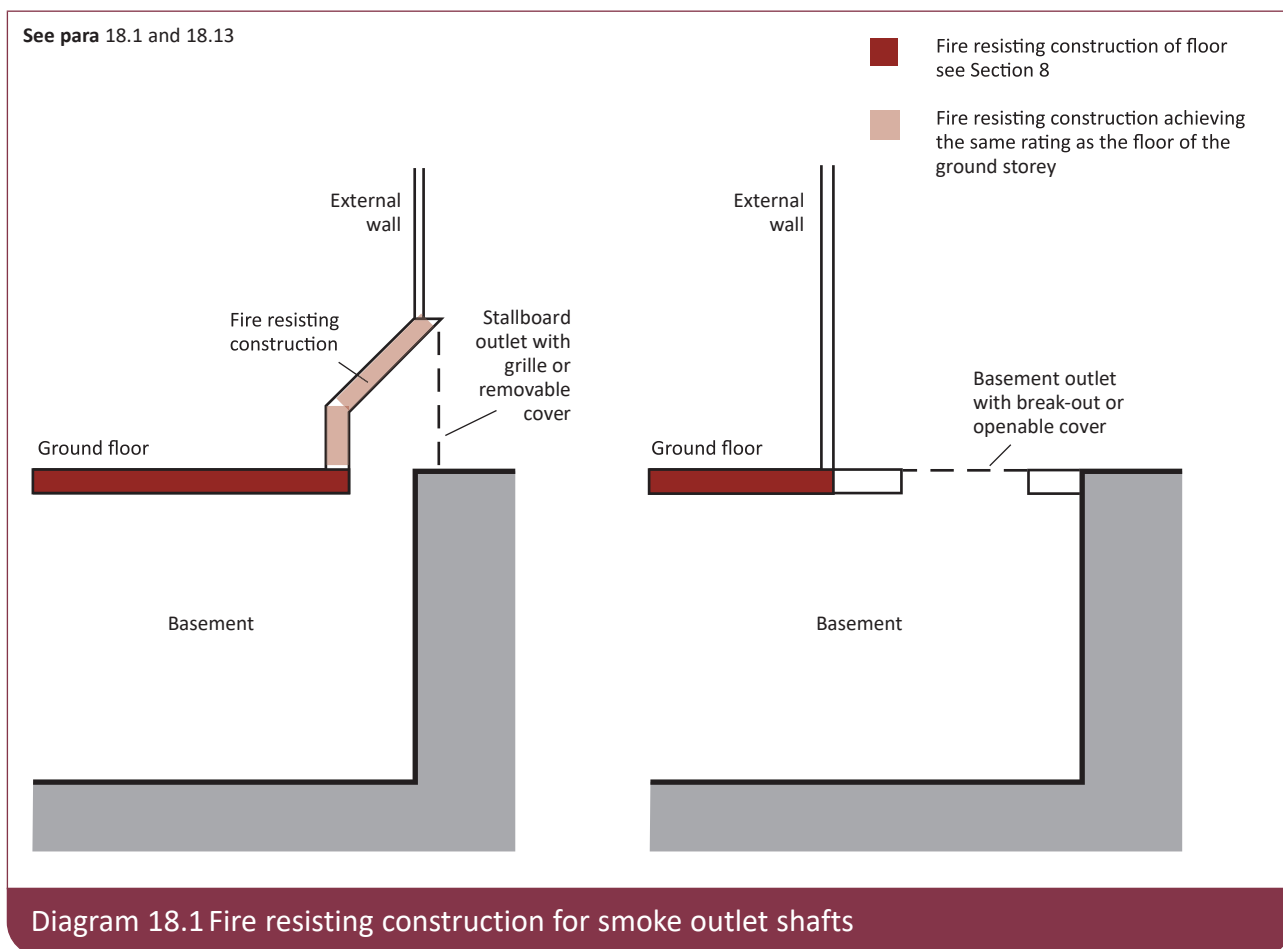 See para 18.1 and 18.13
Fire resisting construction of floor
see Section 8
Fire resisting construction achieving
the same rating as the floor of the
ground storey
External
wall
Fire resisting
construction
Stallboard
outlet with
grille or
removable
cover
Ground floor
Basement
External
wall
Basement outlet
with break-out or
openable cover
Ground floor
Basement
Diagram 18.1 Fire resisting construction for smoke outlet shafts